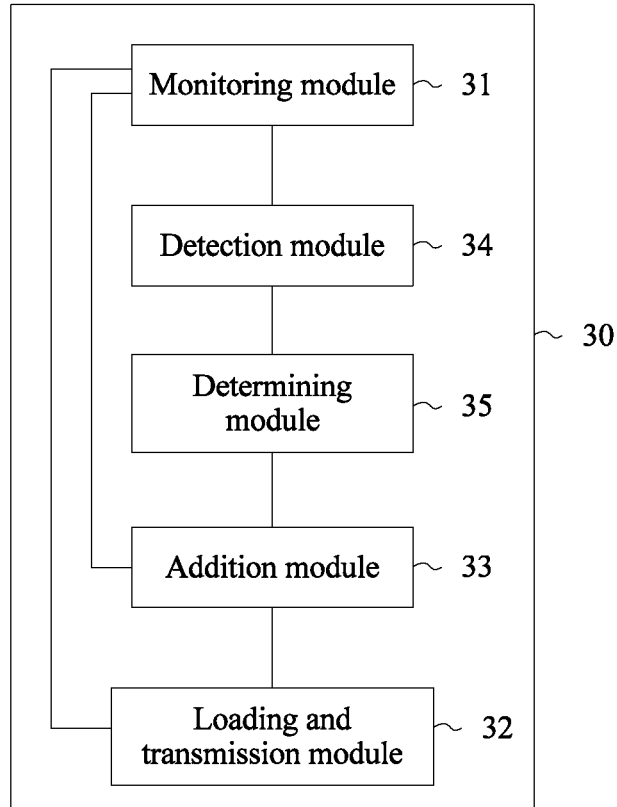 Monitoring module 31
Detection module 34
30
Determining
module
35
Addition module 33
Loading and
transmission module
32